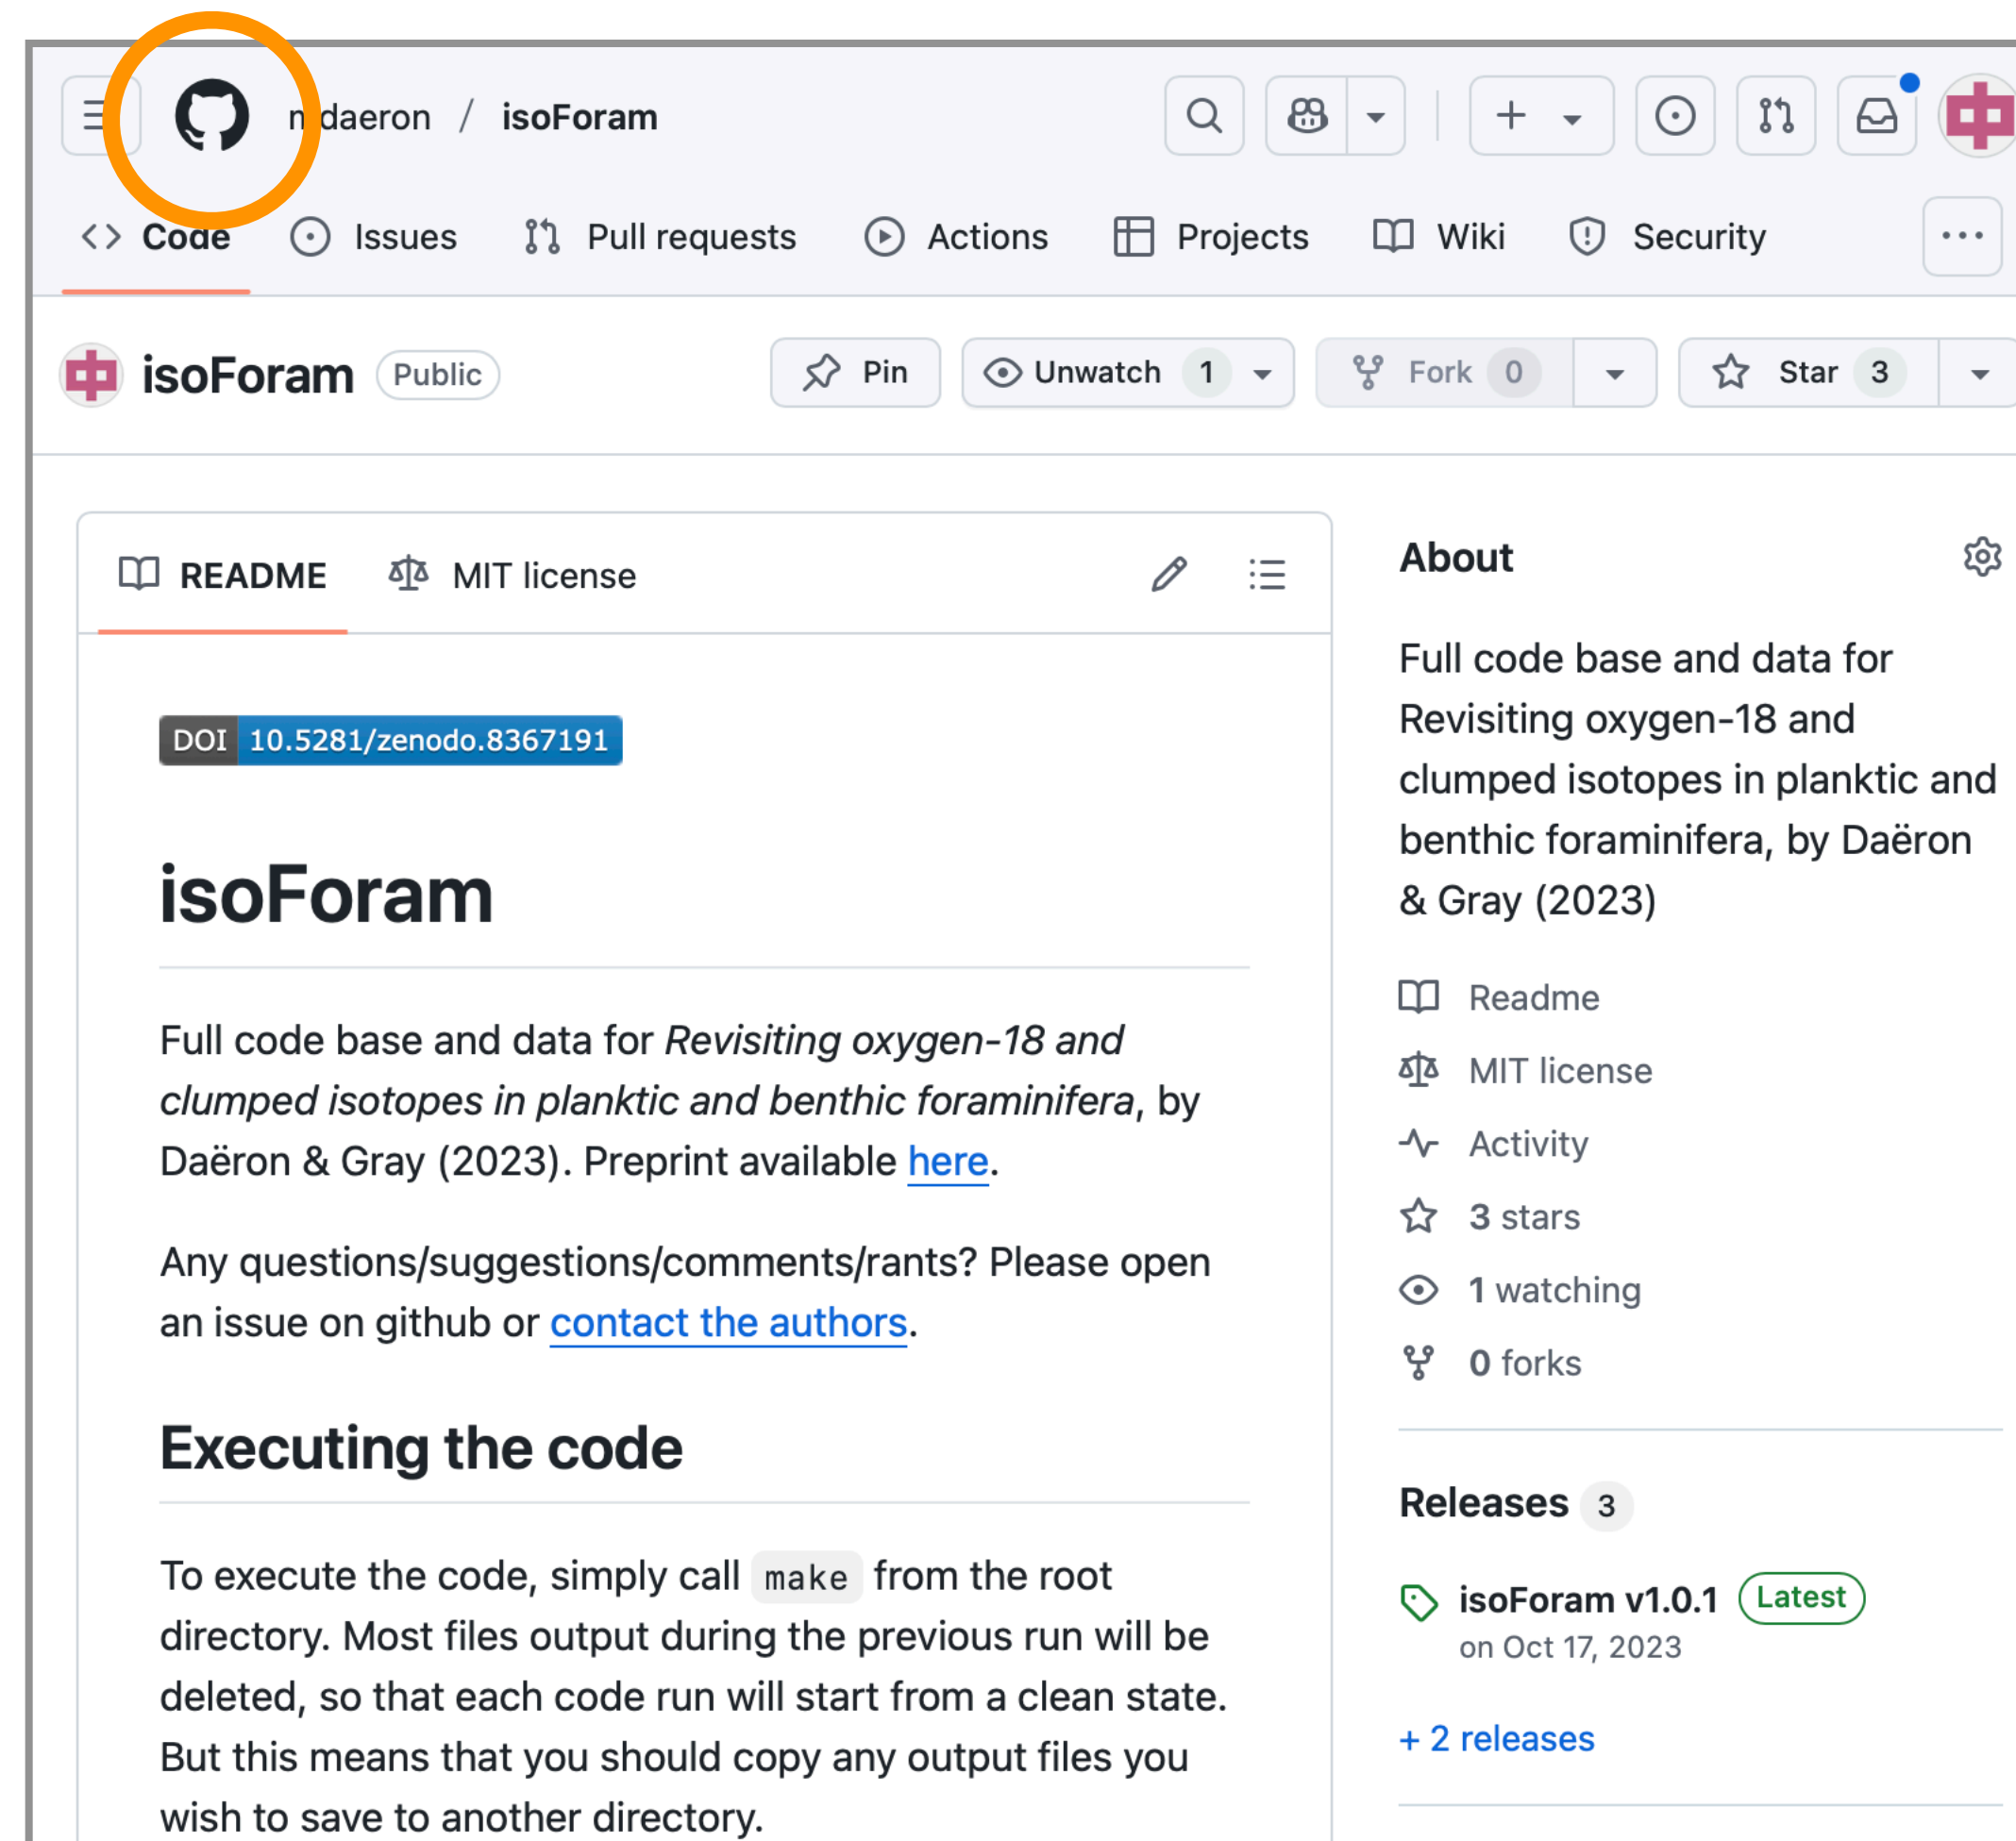 mdaeron / isoForam
Code Issues Pull requests Actions Projects Wiki Security
isoForam Public Pin Unwatch 1 Fork 0 Star 3
README MIT license
DOI 10.5281/zenodo.8367191
isoForam
Full code base and data for Revisiting oxygen-18 and
clumped isotopes in planktic and benthic foraminifera, by
Daëron & Gray (2023). Preprint available here.
Any questions/suggestions/comments/rants? Please open
an issue on github or contact the authors.
Executing the code
To execute the code, simply call make from the root
directory. Most files output during the previous run will be
deleted, so that each code run will start from a clean state.
But this means that you should copy any output files you
wish to save to another directory.
About
Full code base and data for
Revisiting oxygen-18 and
clumped isotopes in planktic and
benthic foraminifera, by Daëron
& Gray (2023)
Readme
MIT license
Activity
3 stars
1 watching
0 forks
Releases 3
isoForam v1.0.1 Latest
on Oct 17, 2023
+ 2 releases